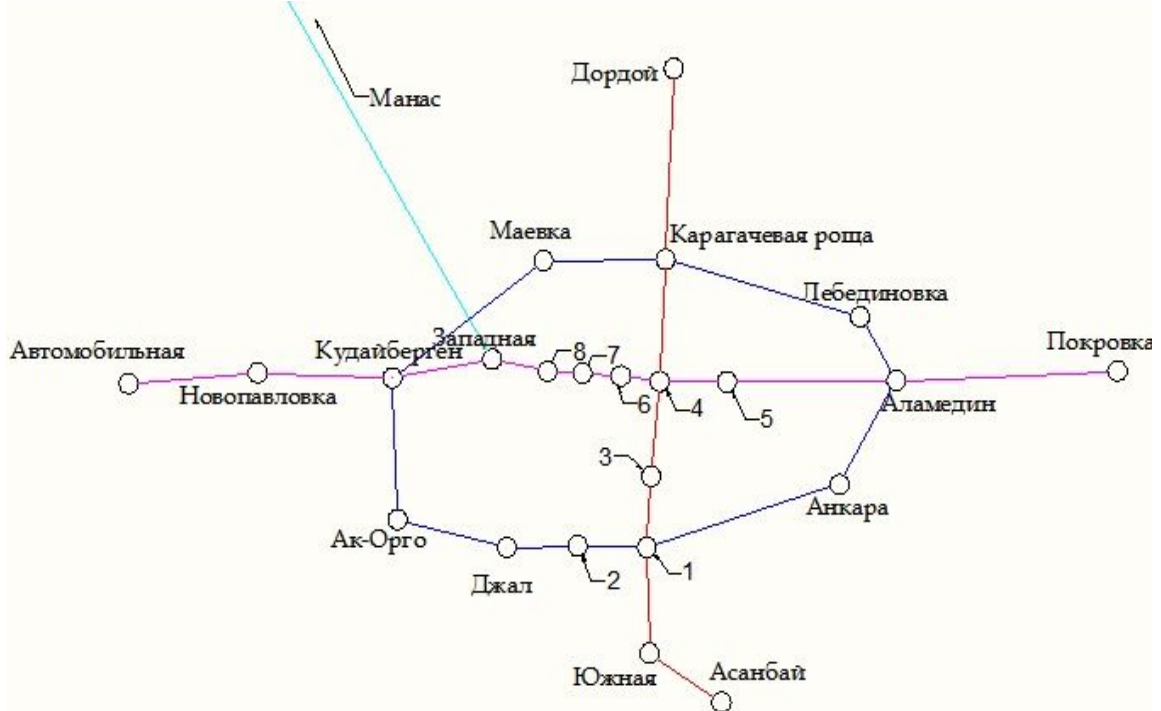 Дордой
Манас
Маевка
Карагачевая роща
Лебединовка
Западная
Автомобильная
Кудайберген
8
7
Покровка
Новопавловка
6
4
5
Аламедин
3
Анкара
Ак-Орго
Джал
2
1
Южная
Асанбай